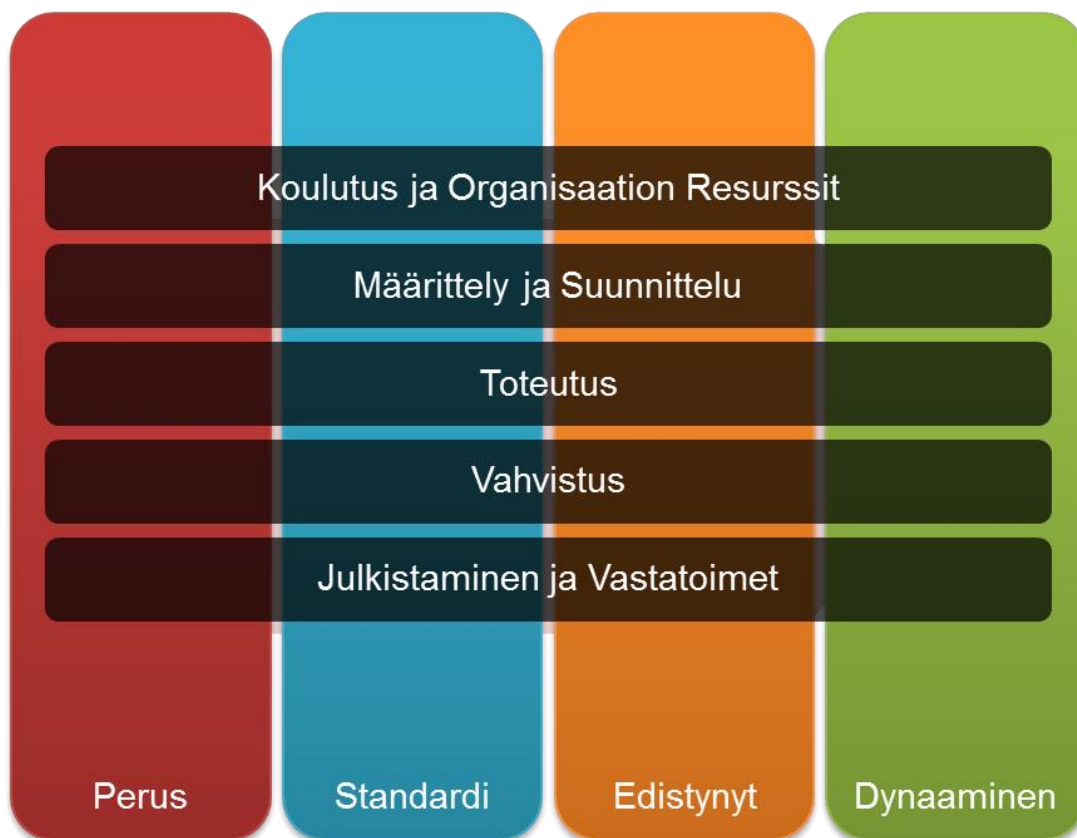 Koulutus ja Organisaation Resurssit
Määrittely ja Suunnittelu
Toteutus
Vahvistus
Julkistaminen ja Vastatoimet
Perus
Standardi
Edistynyt
Dynaaminen